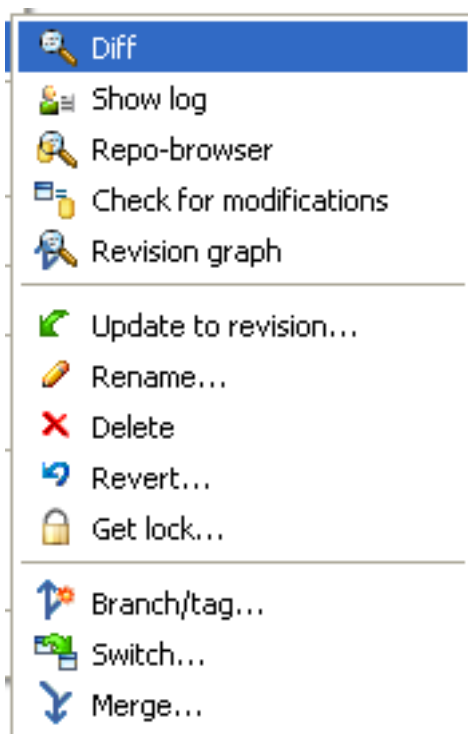 Diff
Show log
Repo-browser
Check for modifications
Revision graph
Update to revision...
Rename...
Delete
Revert...
Get lock...
Branch/tag...
Switch...
Merge...